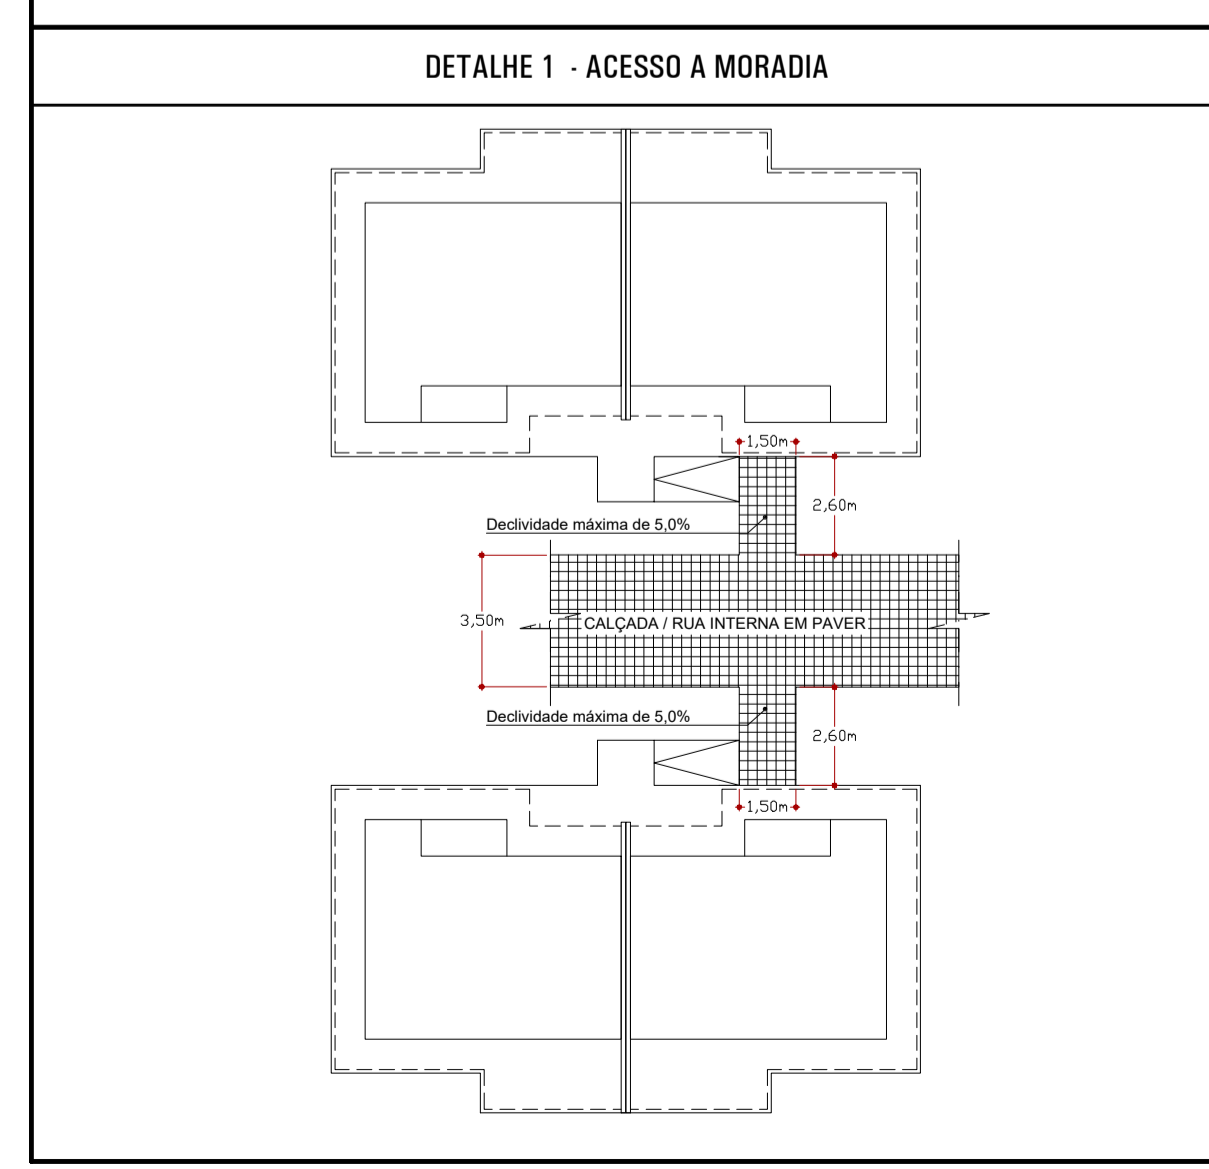 DETALHE 1 - ACESSO A MORADIA
1,50m
2,60m
Declividade máxima de 5,0%
3,50m
CALÇADA / RUA INTERNA EM PAVER
Declividade máxima de 5,0%
2,60m
1,50m